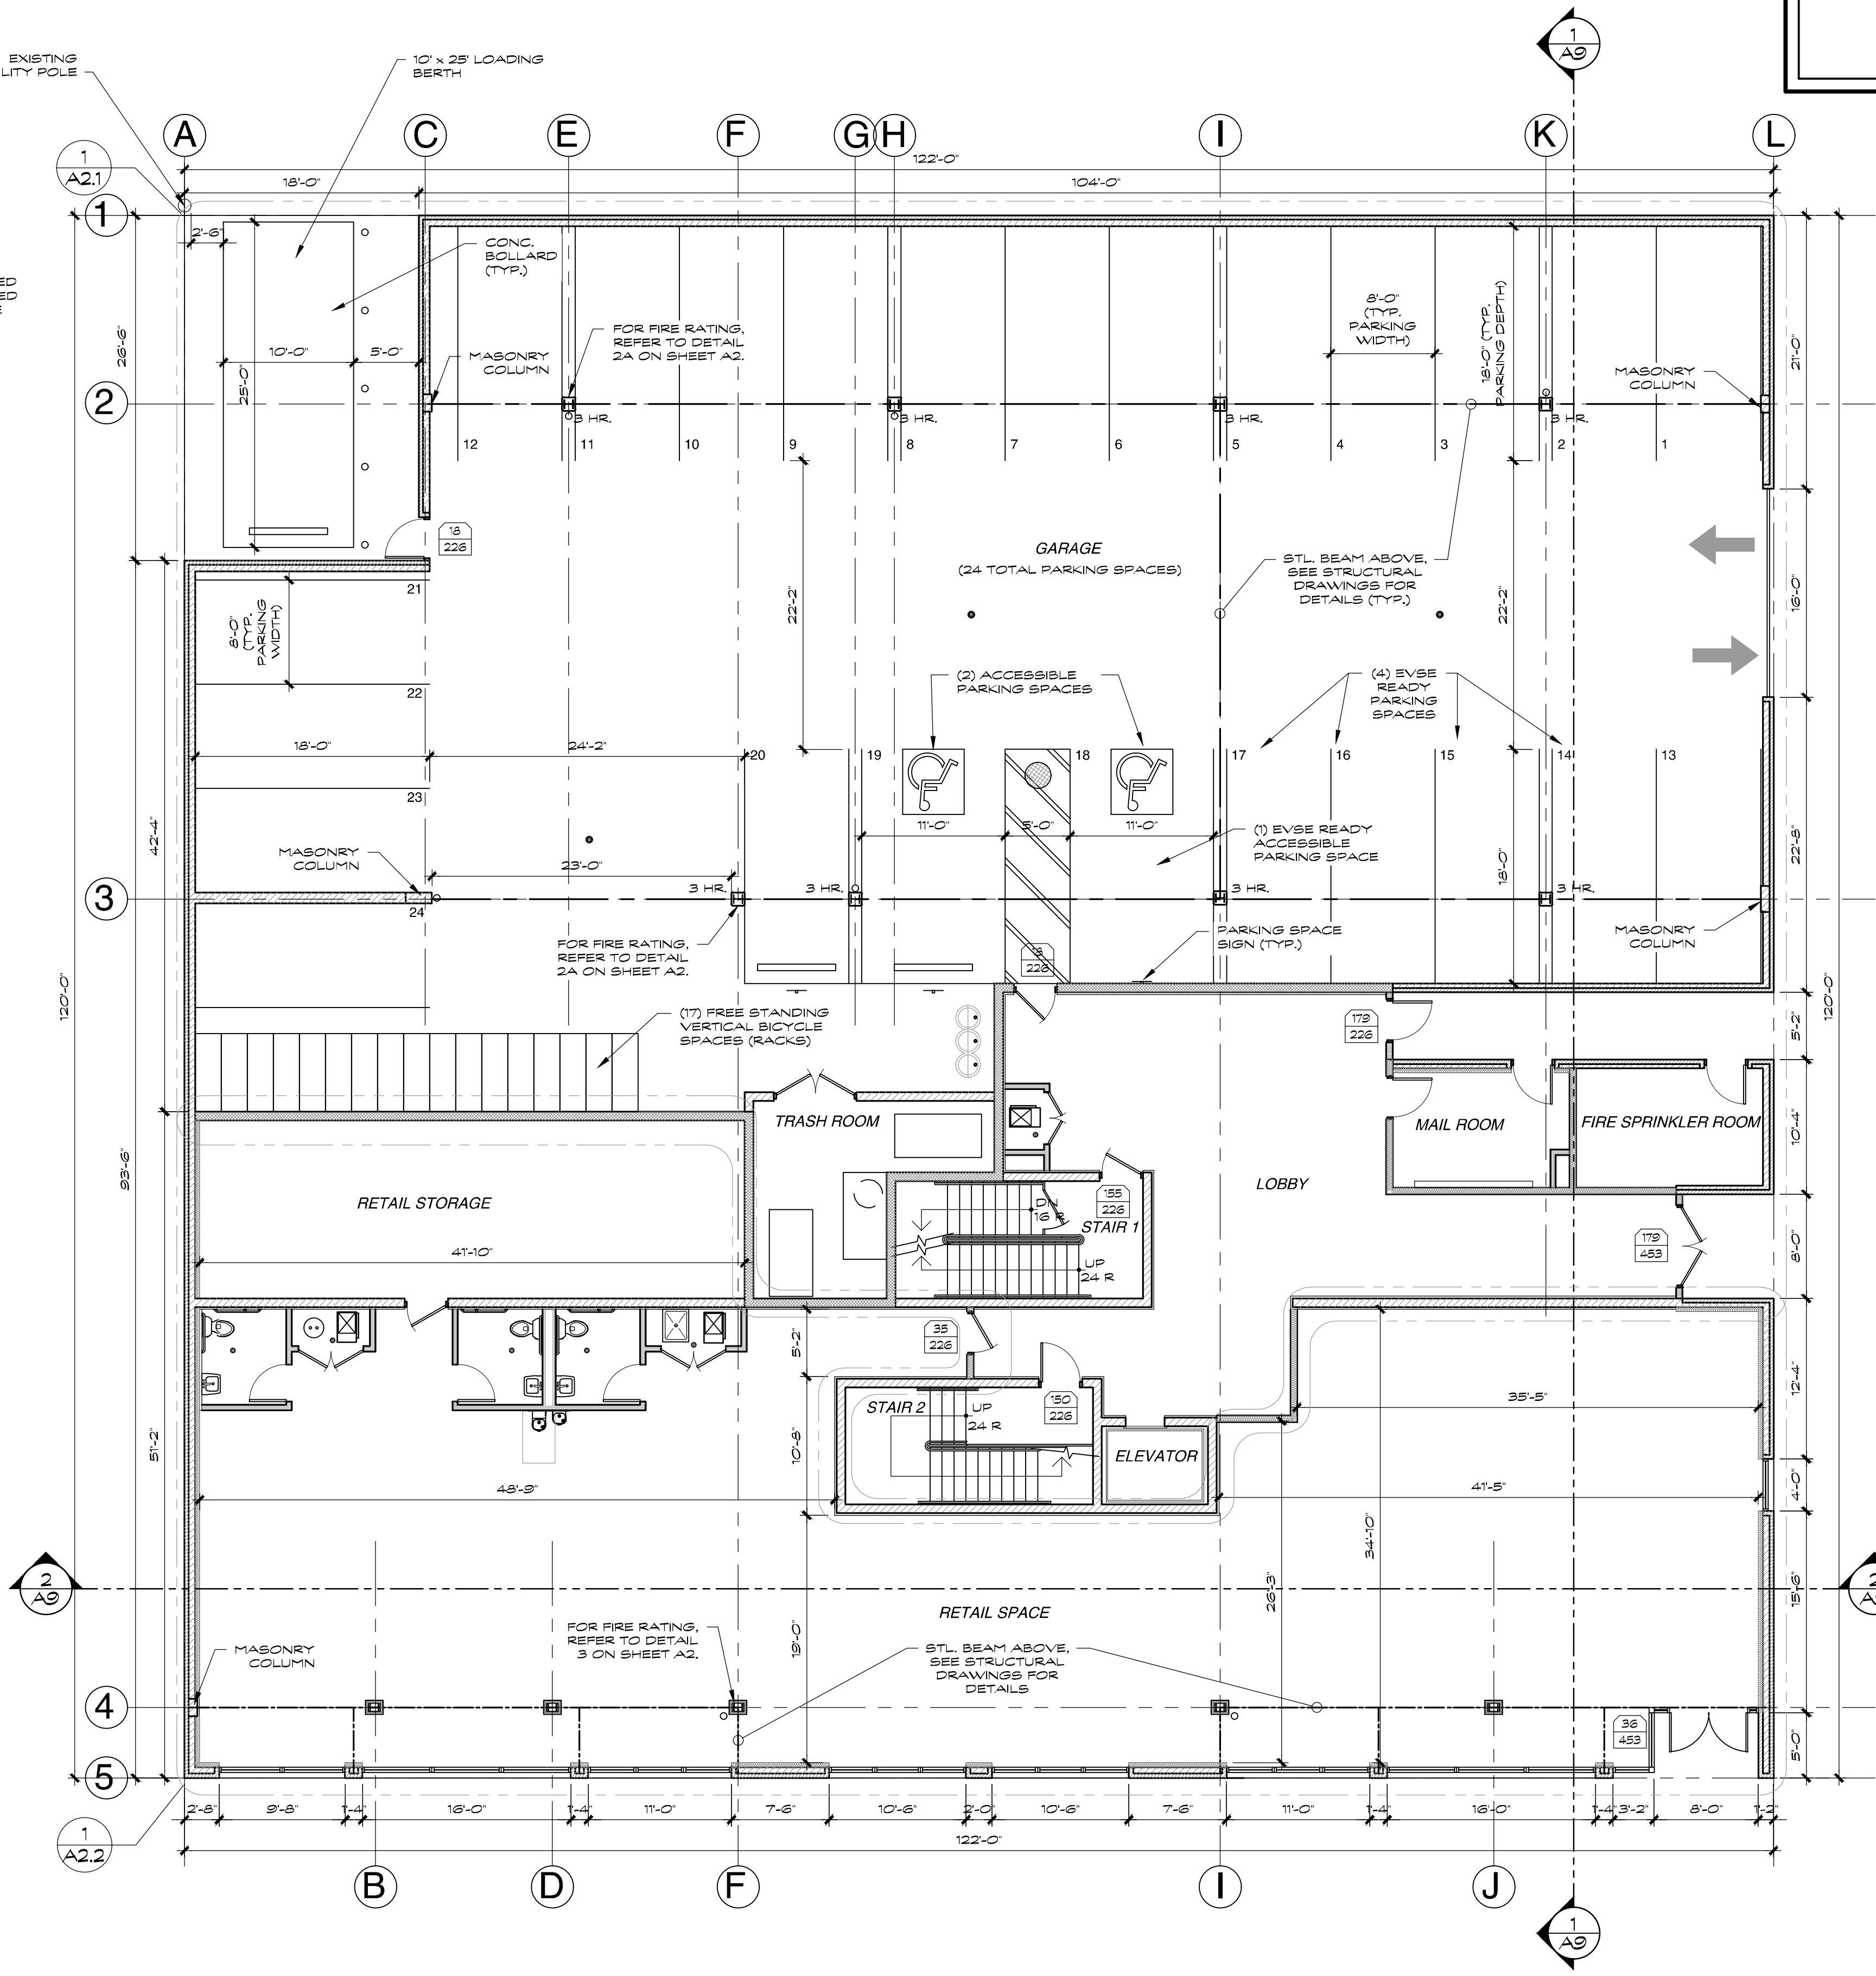 1
A9
EXISTING
LITY POLE
10' x 25' LOADING
BERTH
A
C
E
F
G
H
I
K
L
122'-0"
1
A2.1
18'-0"
104'-0"
1
2'-6"
CONC.
BOLLARD
(TYP.)
ED
ED
8'-0"
(TYP.
PARKING
WIDTH)
18'-0" (TYP.
PARKING DEPTH)
21'-0"
26'-6"
FOR FIRE RATING,
REFER TO DETAIL
2A ON SHEET A2.
10'-0"
5'-0"
25'-0"
MASONRY
COLUMN
MASONRY
COLUMN
2
3 HR.
3 HR.
3 HR.
3 HR.
12
11
10
9
8
7
6
5
4
3
2
1
18
226
GARAGE
(24 TOTAL PARKING SPACES)
STL. BEAM ABOVE,
SEE STRUCTURAL
DRAWINGS FOR
DETAILS (TYP.)
22'-2"
22'-2"
16'-0"
21
8'-0"
(TYP.
PARKING
WIDTH)
22
(2) ACCESSIBLE
PARKING SPACES
(4) EVSE
READY
PARKING
SPACES
18'-0"
24'-2"
20
19
18
17
16
15
14
13
23
42'-4"
11'-0"
5'-0"
11'-0"
(1) EVSE READY
ACCESSIBLE
PARKING SPACE
18'-0"
22'-8"
MASONRY
COLUMN
23'-0"
3
3 HR.
3 HR.
3 HR.
3 HR.
24
FOR FIRE RATING,
REFER TO DETAIL
2A ON SHEET A2.
18
226
PARKING SPACE
SIGN (TYP.)
MASONRY
COLUMN
120'-0"
120'-0"
(17) FREE STANDING
VERTICAL BICYCLE
SPACES (RACKS)
179
226
5'-2"
TRASH ROOM
MAIL ROOM
FIRE SPRINKLER ROOM
10'-4"
93'-6"
RETAIL STORAGE
LOBBY
DN
16 R
155
226
STAIR 1
41'-10"
UP
24 R
179
453
8'-0"
35
226
5'-2"
12'-4"
STAIR 2
UP
24 R
150
226
35'-5"
51'-2"
10'-8"
ELEVATOR
48'-9"
41'-5"
4'-0"
34'-10"
2
A9
2
26'-3"
15'-6"
RETAIL SPACE
FOR FIRE RATING,
REFER TO DETAIL
3 ON SHEET A2.
19'-0"
STL. BEAM ABOVE,
SEE STRUCTURAL
DRAWINGS FOR
DETAILS
MASONRY
COLUMN
4
36
453
5'-0"
5
2'-8"
9'-8"
1'-4"
16'-0"
1'-4"
11'-0"
7'-6"
10'-6"
2'-0"
10'-6"
7'-6"
11'-0"
1'-4"
16'-0"
1'-4"
3'-2"
8'-0"
1'-2"
1
A2.2
122'-0"
B
D
F
I
J
1
A9